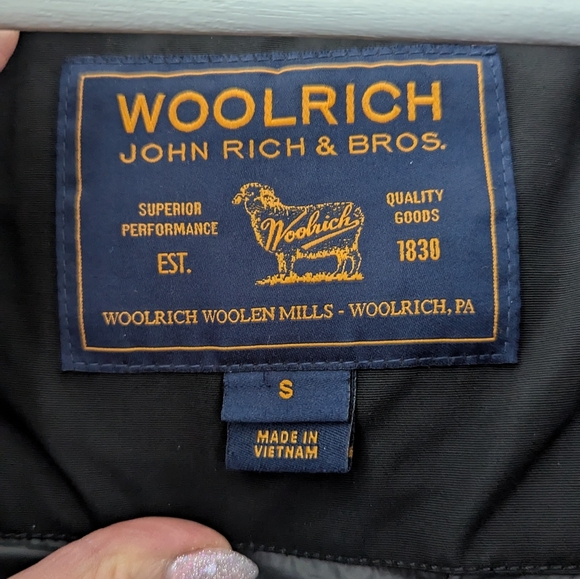 WOOLRICH
JOHN RICH & BROS.
SUPERIOR
PERFORMANCE
EST.
Woolrich
QUALITY
GOODS
1830
WOOLRICH WOOLEN MILLS - WOOLRICH, PA
S
MADE IN
VIETNAM